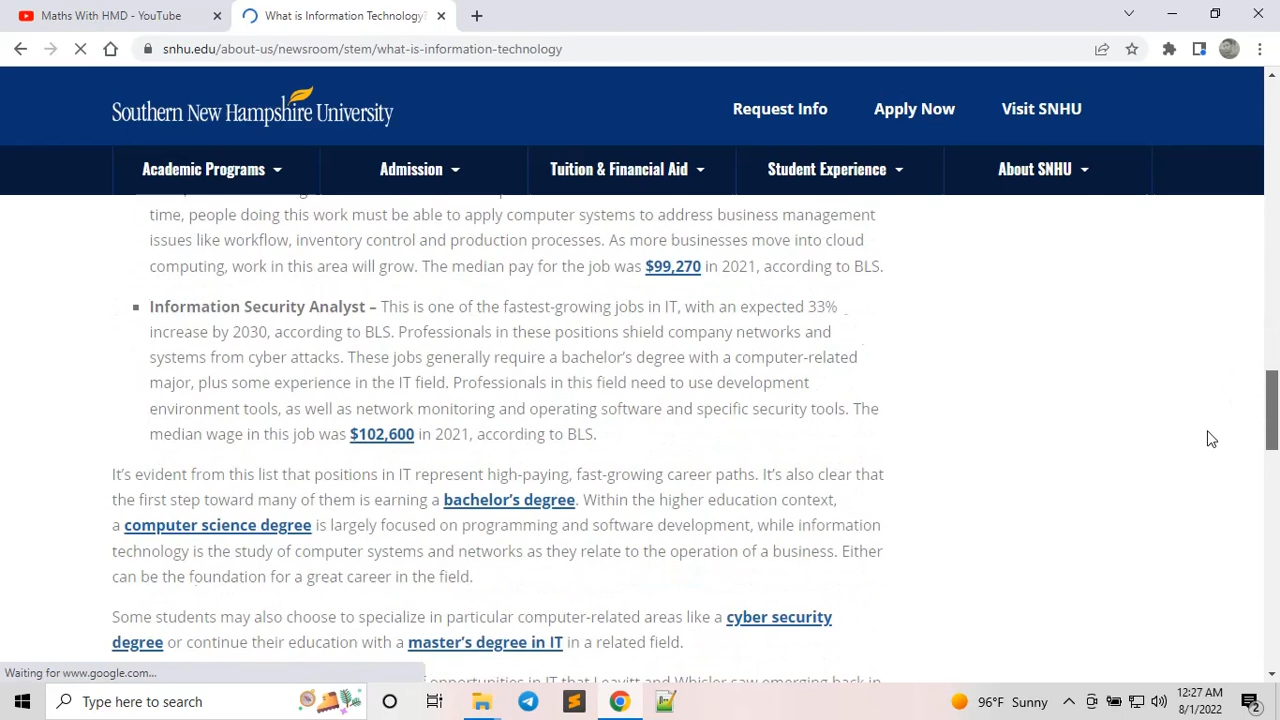 Maths With HMD - YouTube
What is Information Technology?
snhu.edu/about-us/newsroom/stem/what-is-information-technology
Southern New Hampshire University
Request Info
Apply Now
Visit SNHU
Academic Programs
Admission
Tuition & Financial Aid
Student Experience
About SNHU
time, people doing this work must be able to apply computer systems to address business management
issues like workflow, inventory control and production processes. As more businesses move into cloud
computing, work in this area will grow. The median pay for the job was $99,270 in 2021, according to BLS.
Information Security Analyst – This is one of the fastest-growing jobs in IT, with an expected 33%
increase by 2030, according to BLS. Professionals in these positions shield company networks and
systems from cyber attacks. These jobs generally require a bachelor's degree with a computer-related
major, plus some experience in the IT field. Professionals in this field need to use development
environment tools, as well as network monitoring and operating software and specific security tools. The
median wage in this job was $102,600 in 2021, according to BLS.
It's evident from this list that positions in IT represent high-paying, fast-growing career paths. It's also clear that
the first step toward many of them is earning a bachelor's degree. Within the higher education context,
a computer science degree is largely focused on programming and software development, while information
technology is the study of computer systems and networks as they relate to the operation of a business. Either
can be the foundation for a great career in the field.
Some students may also choose to specialize in particular computer-related areas like a cyber security
degree or continue their education with a master's degree in IT in a related field.
of opportunities in IT that Leavitt and Whisler saw emerging back in
Waiting for www.google.com...
Type here to search
96°F Sunny
12:27 AM
8/1/2022
2